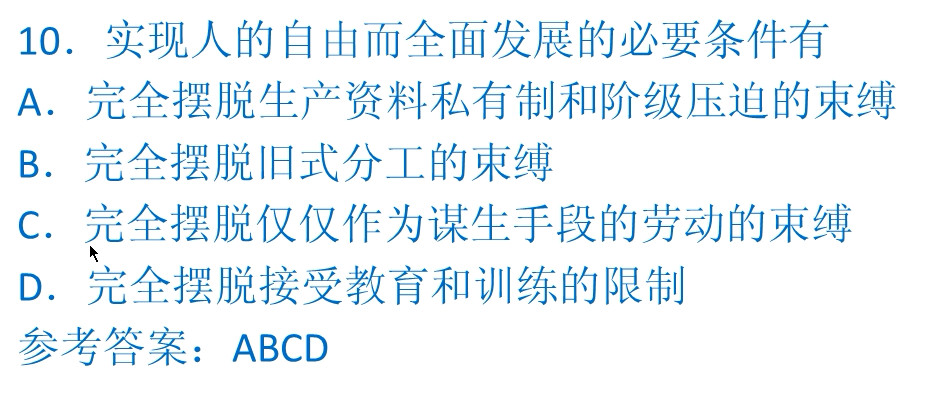 10．实现人的自由而全面发展的必要条件有
A．完全摆脱生产资料私有制和阶级压迫的束缚
B．完全摆脱旧式分工的束缚
C．完全摆脱仅仅作为谋生手段的劳动的束缚
D．完全摆脱接受教育和训练的限制
参考答案：ABCD